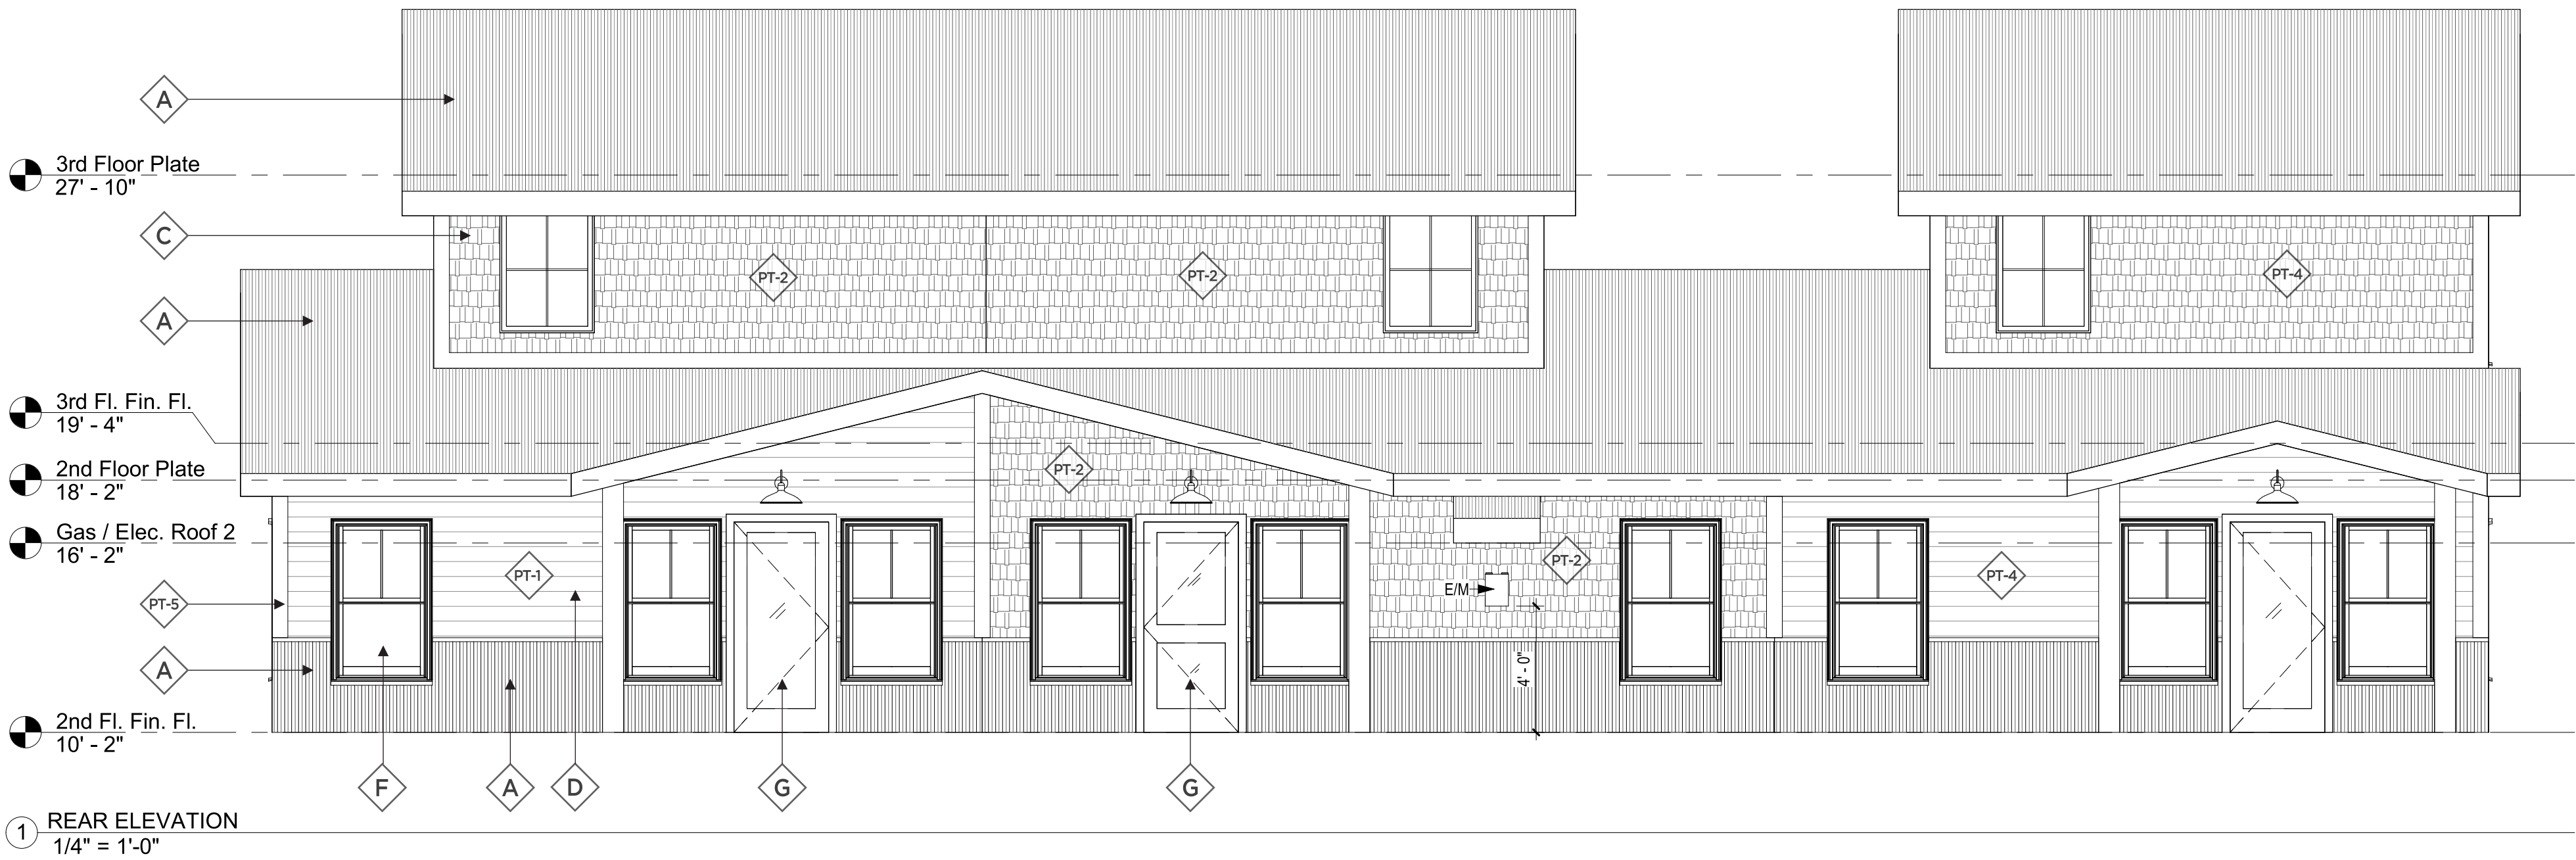 A
3rd Floor Plate
27' - 10"
C
PT-2
PT-2
PT-4
A
3rd Fl. Fin. Fl.
19' - 4"
2nd Floor Plate
18' - 2"
PT-2
Gas / Elec. Roof 2
16' - 2"
PT-1
PT-2
PT-4
PT-5
E/M
A
4' - 0"
2nd Fl. Fin. Fl.
10' - 2"
F
A
D
G
G
1
REAR ELEVATION
1/4" = 1'-0"